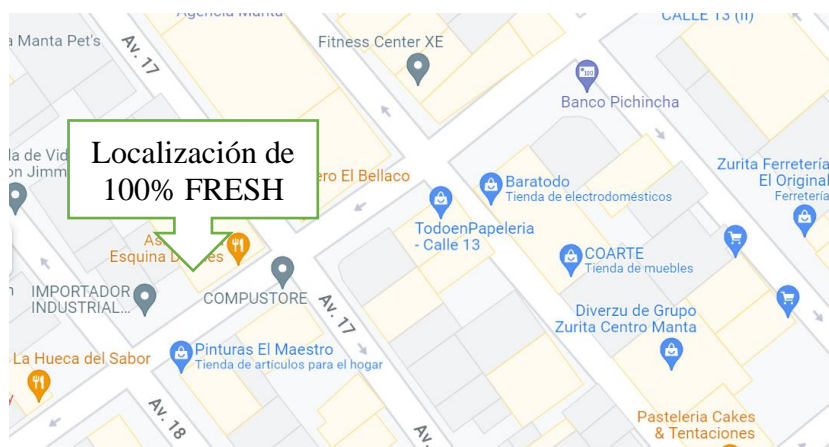 Agencia Manta
CALLE 13 (II)
a Manta Pet's
Av. 17
Fitness Center XE
Banco Pichincha
Localización de
100% FRESH
la de Vid
on Jimm
ero El Bellaco
Baratodo
Tienda de electrodomésticos
Zurita Ferretería
El Original
Ferretería
TodoenPapeleria
- Calle 13
COARTE
Tienda de muebles
As
Esquina D
es
IMPORTADOR
INDUSTRIAL...
COMPUSTORE
Av. 17
Diverzu de Grupo
Zurita Centro Manta
Pinturas El Maestro
Tienda de artículos para el hogar
La Hueca del Sabor
Av. 18
Av.
Pasteleria Cakes
& Tentaciones